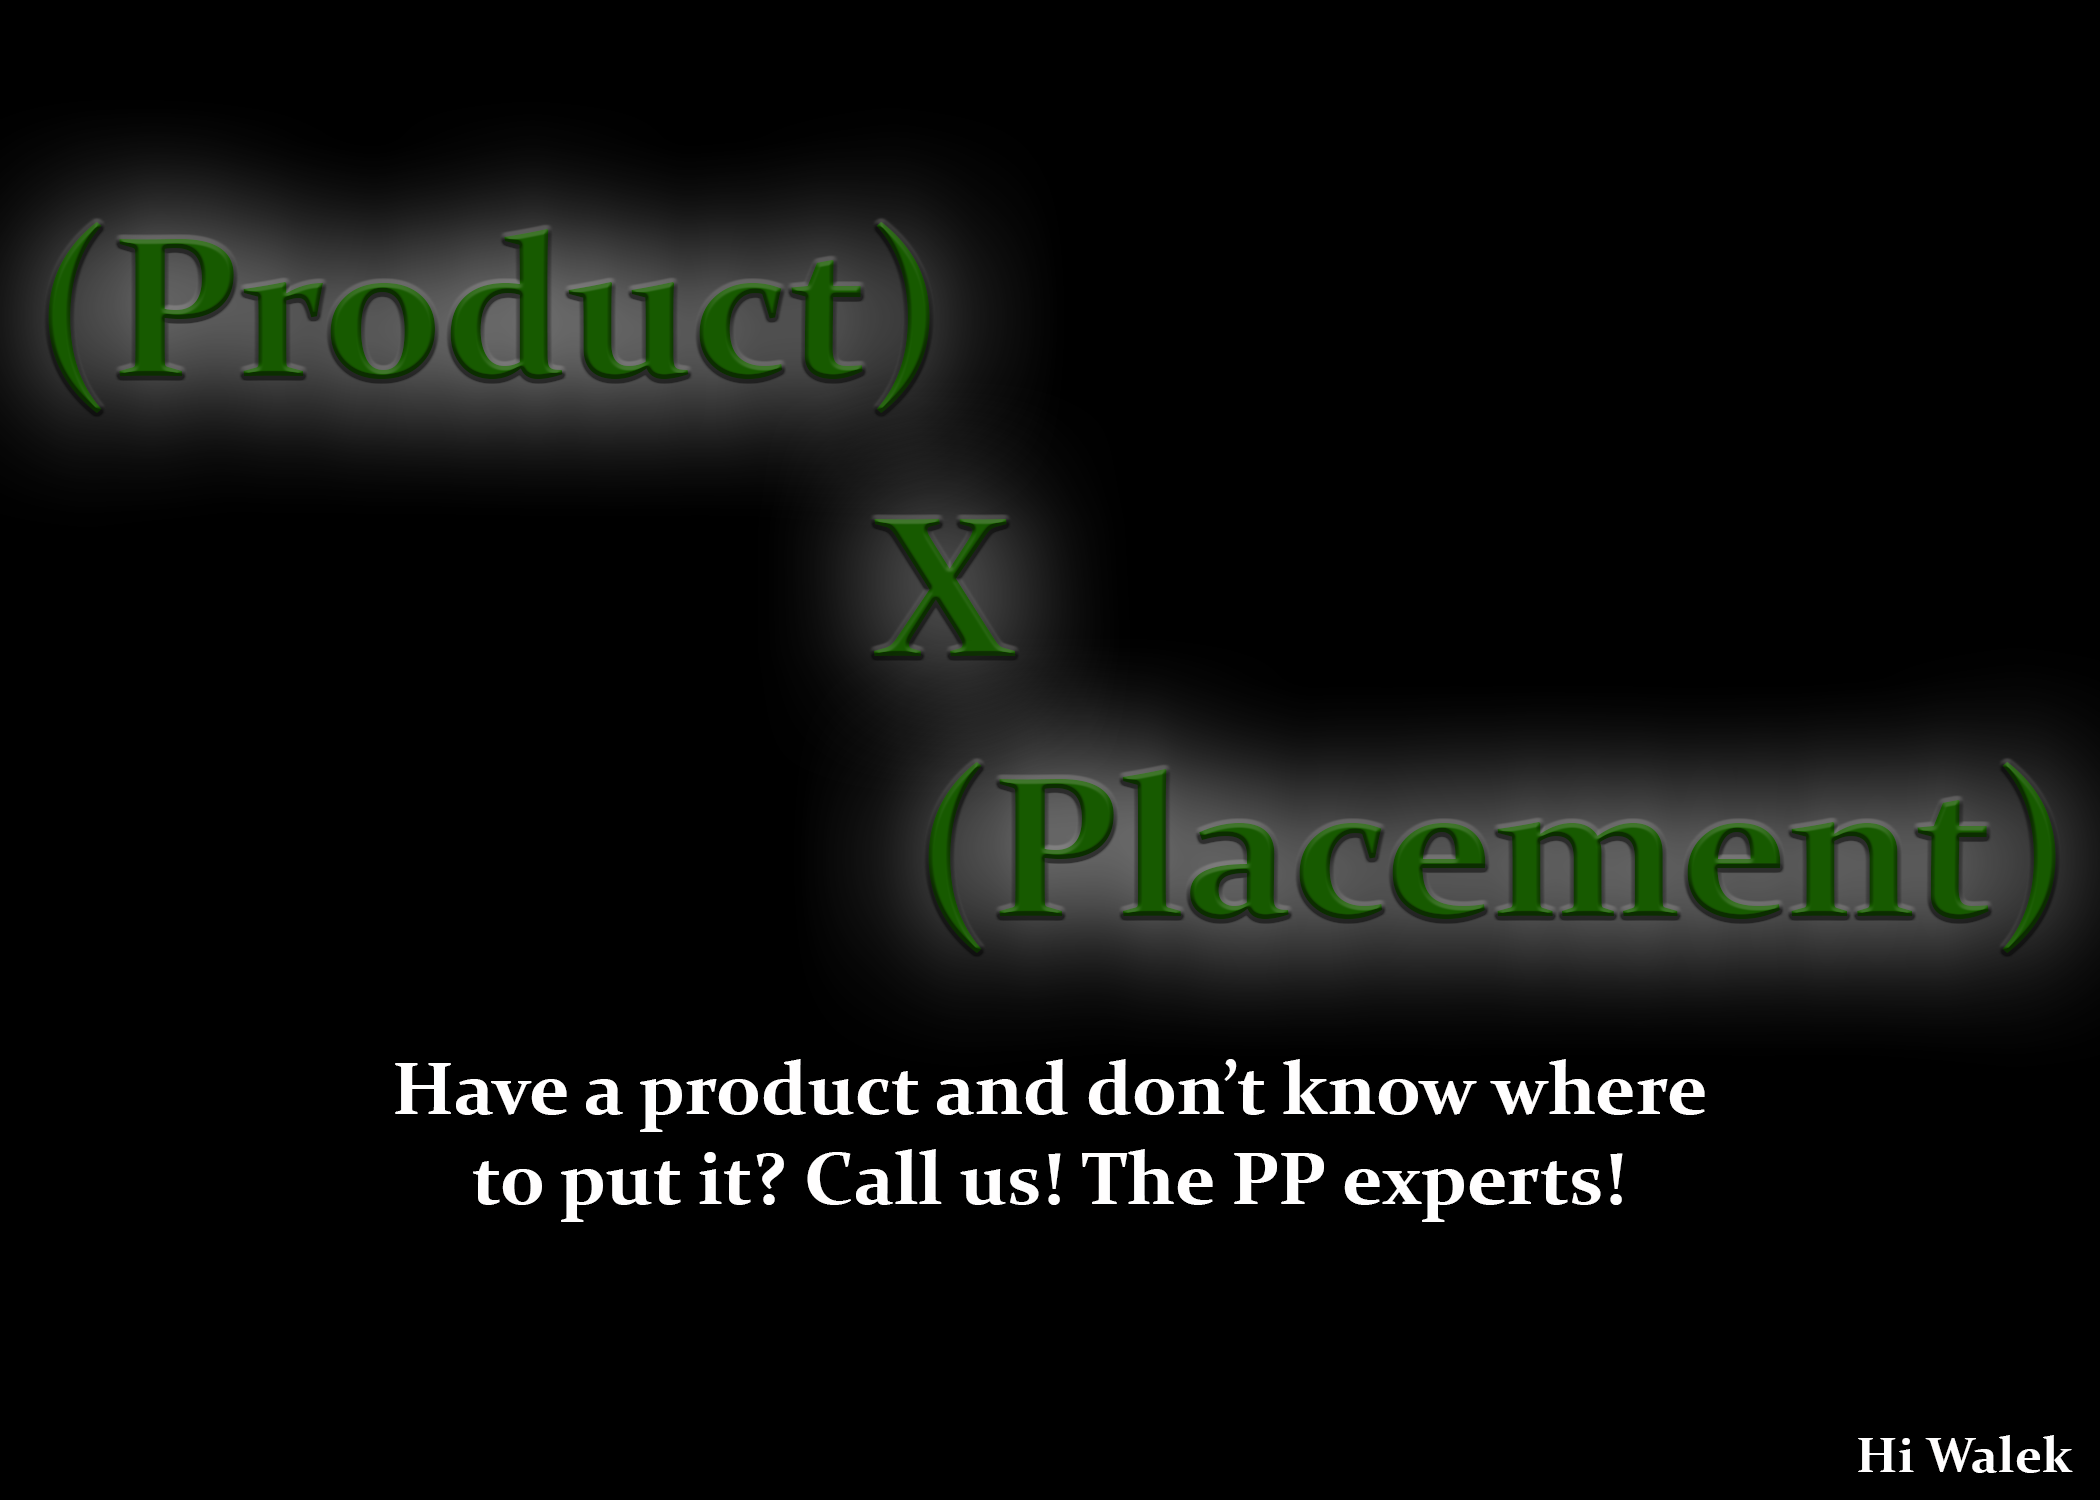 (Product)
X
(Placement)
Have a product and don’t know where
to put it? Call us! The PP experts!
Hi Walek